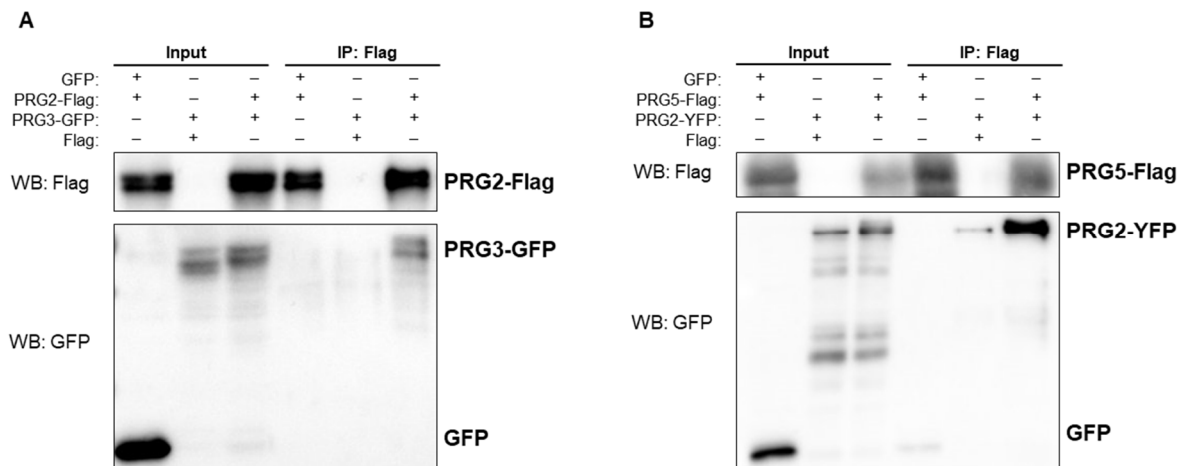 A
Input IP: Flag
GFP: + – – + – –
PRG2-Flag: + – + + – +
PRG3-GFP: – + + – + +
Flag: – + – – + –
WB: Flag
PRG2-Flag
PRG3-GFP
WB: GFP
GFP
B
Input IP: Flag
GFP: + – – + – –
PRG5-Flag: + – + + – +
PRG2-YFP: – + + – + +
Flag: – + – – + –
WB: Flag
PRG5-Flag
PRG2-YFP
WB: GFP
GFP